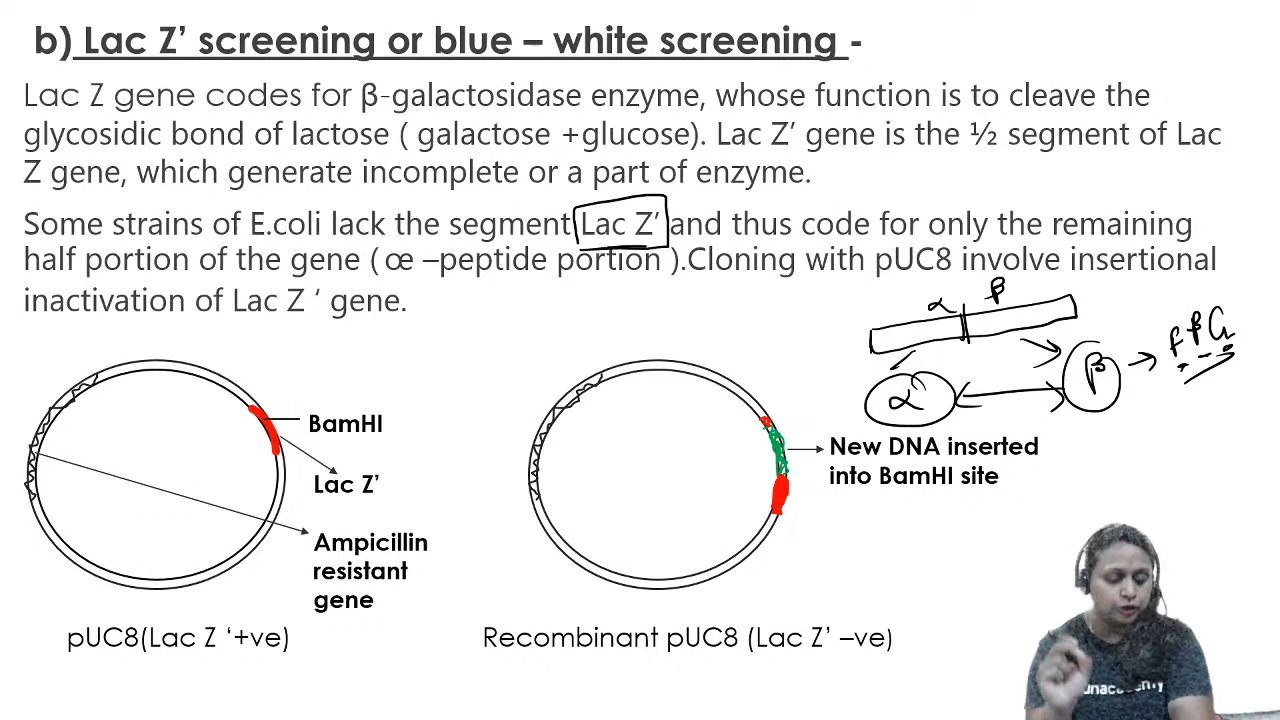 b) Lac Z’ screening or blue – white screening -
Lac Z gene codes for β-galactosidase enzyme, whose function is to cleave the
glycosidic bond of lactose ( galactose +glucose). Lac Z’ gene is the ½ segment of Lac
Z gene, which generate incomplete or a part of enzyme.
Some strains of E.coli lack the segment Lac Z’ and thus code for only the remaining
half portion of the gene ( œ –peptide portion ).Cloning with pUC8 involve insertional
inactivation of Lac Z ‘ gene.
α β
α β
BamHI
Lac Z’
Ampicillin
resistant
gene
New DNA inserted
into BamHI site
pUC8(Lac Z ‘+ve)
Recombinant pUC8 (Lac Z’ –ve)
unacademy